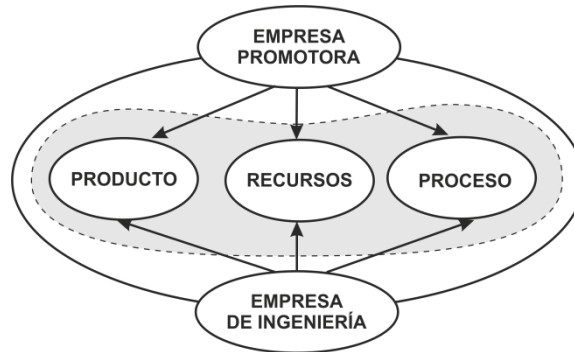 EMPRESA
PROMOTORA
PRODUCTO
RECURSOS
PROCESO
EMPRESA
DE INGENIERÍA